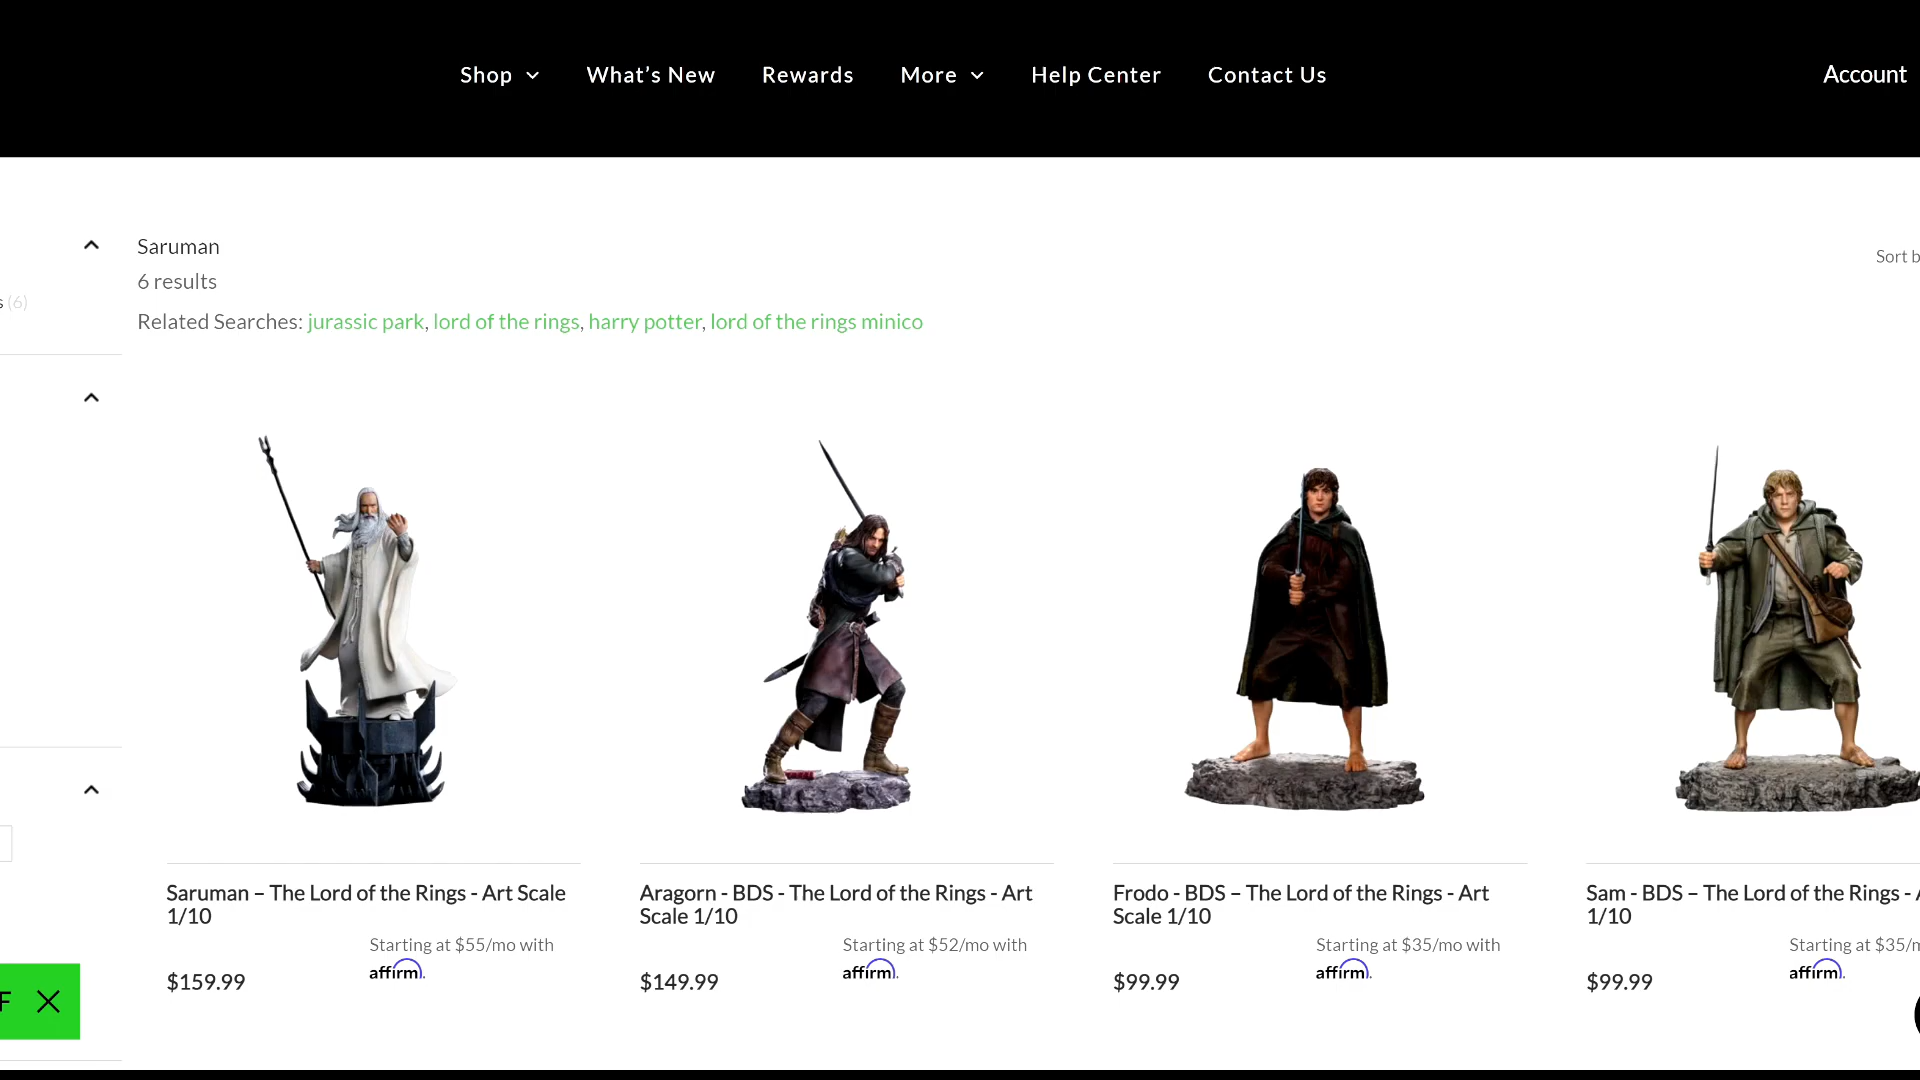 Shop What's New Rewards More Help Center Contact Us Account
Saruman
Sort b
6 results
s (6)
Related Searches: jurassic park, lord of the rings, harry potter, lord of the rings minico
Saruman – The Lord of the Rings - Art Scale
1/10
Starting at $55/mo with
affirm
$159.99
Aragorn - BDS - The Lord of the Rings - Art
Scale 1/10
Starting at $52/mo with
affirm
$149.99
Frodo - BDS – The Lord of the Rings - Art
Scale 1/10
Starting at $35/mo with
affirm
$99.99
Sam - BDS – The Lord of the Rings - A
1/10
Starting at $35/m
affirm
$99.99
F